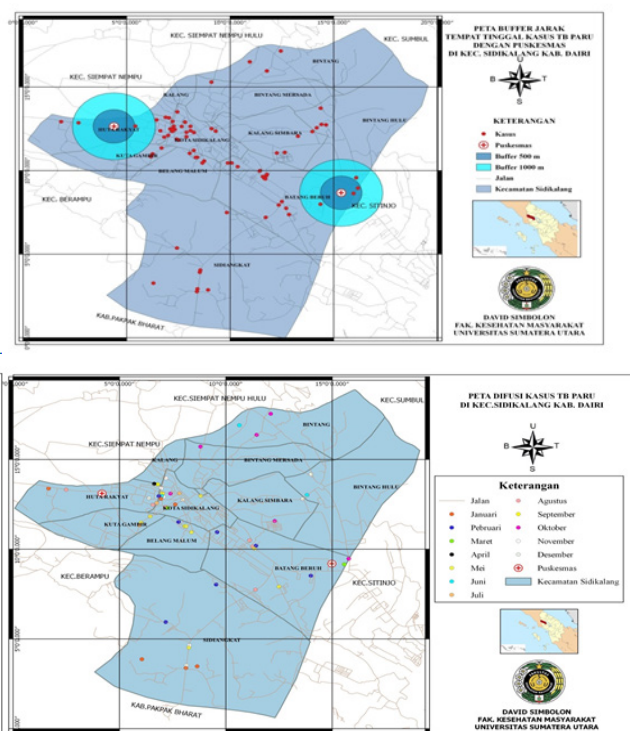 PETA BUFFER JARAK
TEMPAT TINGGAL KASUS TB PARU
DENGAN PUSKESMAS
DI KEC. SIDIKALANG KAB. DAIRI
U
B T
S
KETERANGAN
Kasus
Puskesmas
Buffer 500 m
Buffer 1000 m
Jalan
Kecamatan Sidikalang
DAVID SIMBOLON
FAK. KESEHATAN MASYARAKAT
UNIVERSITAS SUMATERA UTARA
KEC. SIEMPAT NEMPU HULU
KEC. SUMBUL
BINTANG
KEC. SIEMPAT NEMPU
KALANG
BINTANG MERSADA
BINTANG HULU
HUTA RAKYAT
KALANG SIMBARA
KOTA SIDIKALANG
KUTA GAMBIR
BELANG MALUM
KEC. BERAMPU
BATANG BERUH
KEC. SITINJO
SIDIANGKAT
KAB.PAKPAK BHARAT
PETA DIFUSI KASUS TB PARU
DI KEC.SIDIKALANG KAB. DAIRI
U
B T
S
Keterangan
Jalan
Januari
Pebruari
Maret
April
Mei
Juni
Juli
Agustus
September
Oktober
November
Desember
Puskesmas
Kecamatan Sidikalang
DAVID SIMBOLON
FAK. KESEHATAN MASYARAKAT
UNIVERSITAS SUMATERA UTARA
KEC.SIEMPAT NEMPU HULU
KEC.SUMBUL
BINTANG
KEC.SIEMPAT NEMPU
KALANG
BINTANG MERSADA
BINTANG HULU
HUTA RAKYAT
KALANG SIMBARA
KOTA SIDIKALANG
KUTA GAMBIR
BELANG MALUM
KEC.BERAMPU
BATANG BERUH
KEC.SITINJO
SIDIANGKAT
KAB.PAKPAK BHARAT